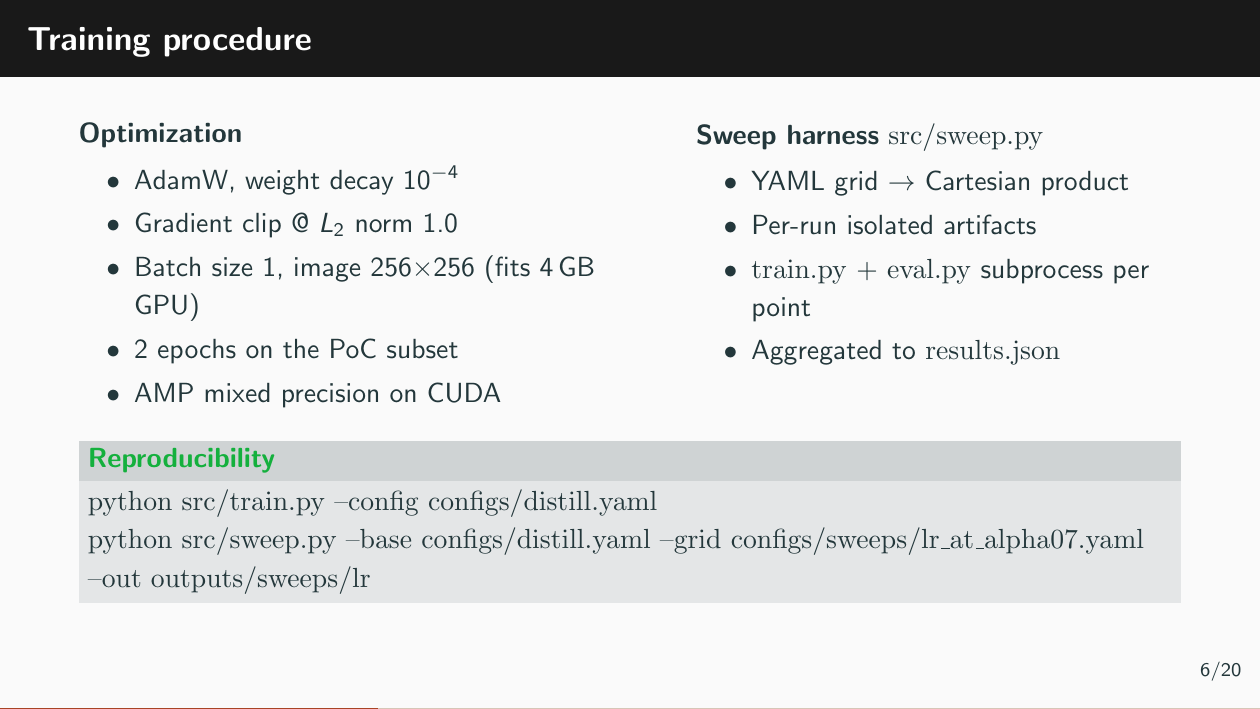 Training procedure
Optimization
• AdamW, weight decay 10⁻⁴
• Gradient clip @ L₂ norm 1.0
• Batch size 1, image 256×256 (fits 4 GB
GPU)
• 2 epochs on the PoC subset
• AMP mixed precision on CUDA
Sweep harness src/sweep.py
• YAML grid → Cartesian product
• Per-run isolated artifacts
• train.py + eval.py subprocess per
point
• Aggregated to results.json
Reproducibility
python src/train.py –config configs/distill.yaml
python src/sweep.py –base configs/distill.yaml –grid configs/sweeps/lr_at_alpha07.yaml
–out outputs/sweeps/lr
6/20